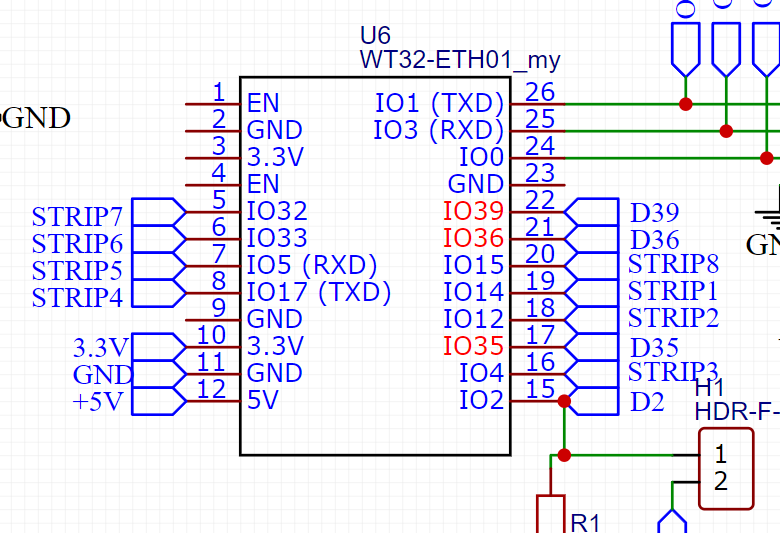 U6
WT32-ETH01_my
GND
1 EN
2 GND
3 3.3V
4 EN
STRIP7 5 IO32
STRIP6 6 IO33
STRIP5 7 IO5 (RXD)
STRIP4 8 IO17 (TXD)
9 GND
3.3V 10 3.3V
GND 11 GND
+5V 12 5V
IO1 (TXD) 26
IO3 (RXD) 25
IO0 24
GND 23
IO39 22 D39
IO36 21 D36
IO15 20 STRIP8
IO14 19 STRIP1
IO12 18 STRIP2
IO35 17 D35
IO4 16 STRIP3
IO2 15 D2
H1
HDR-F-
1
2
R1